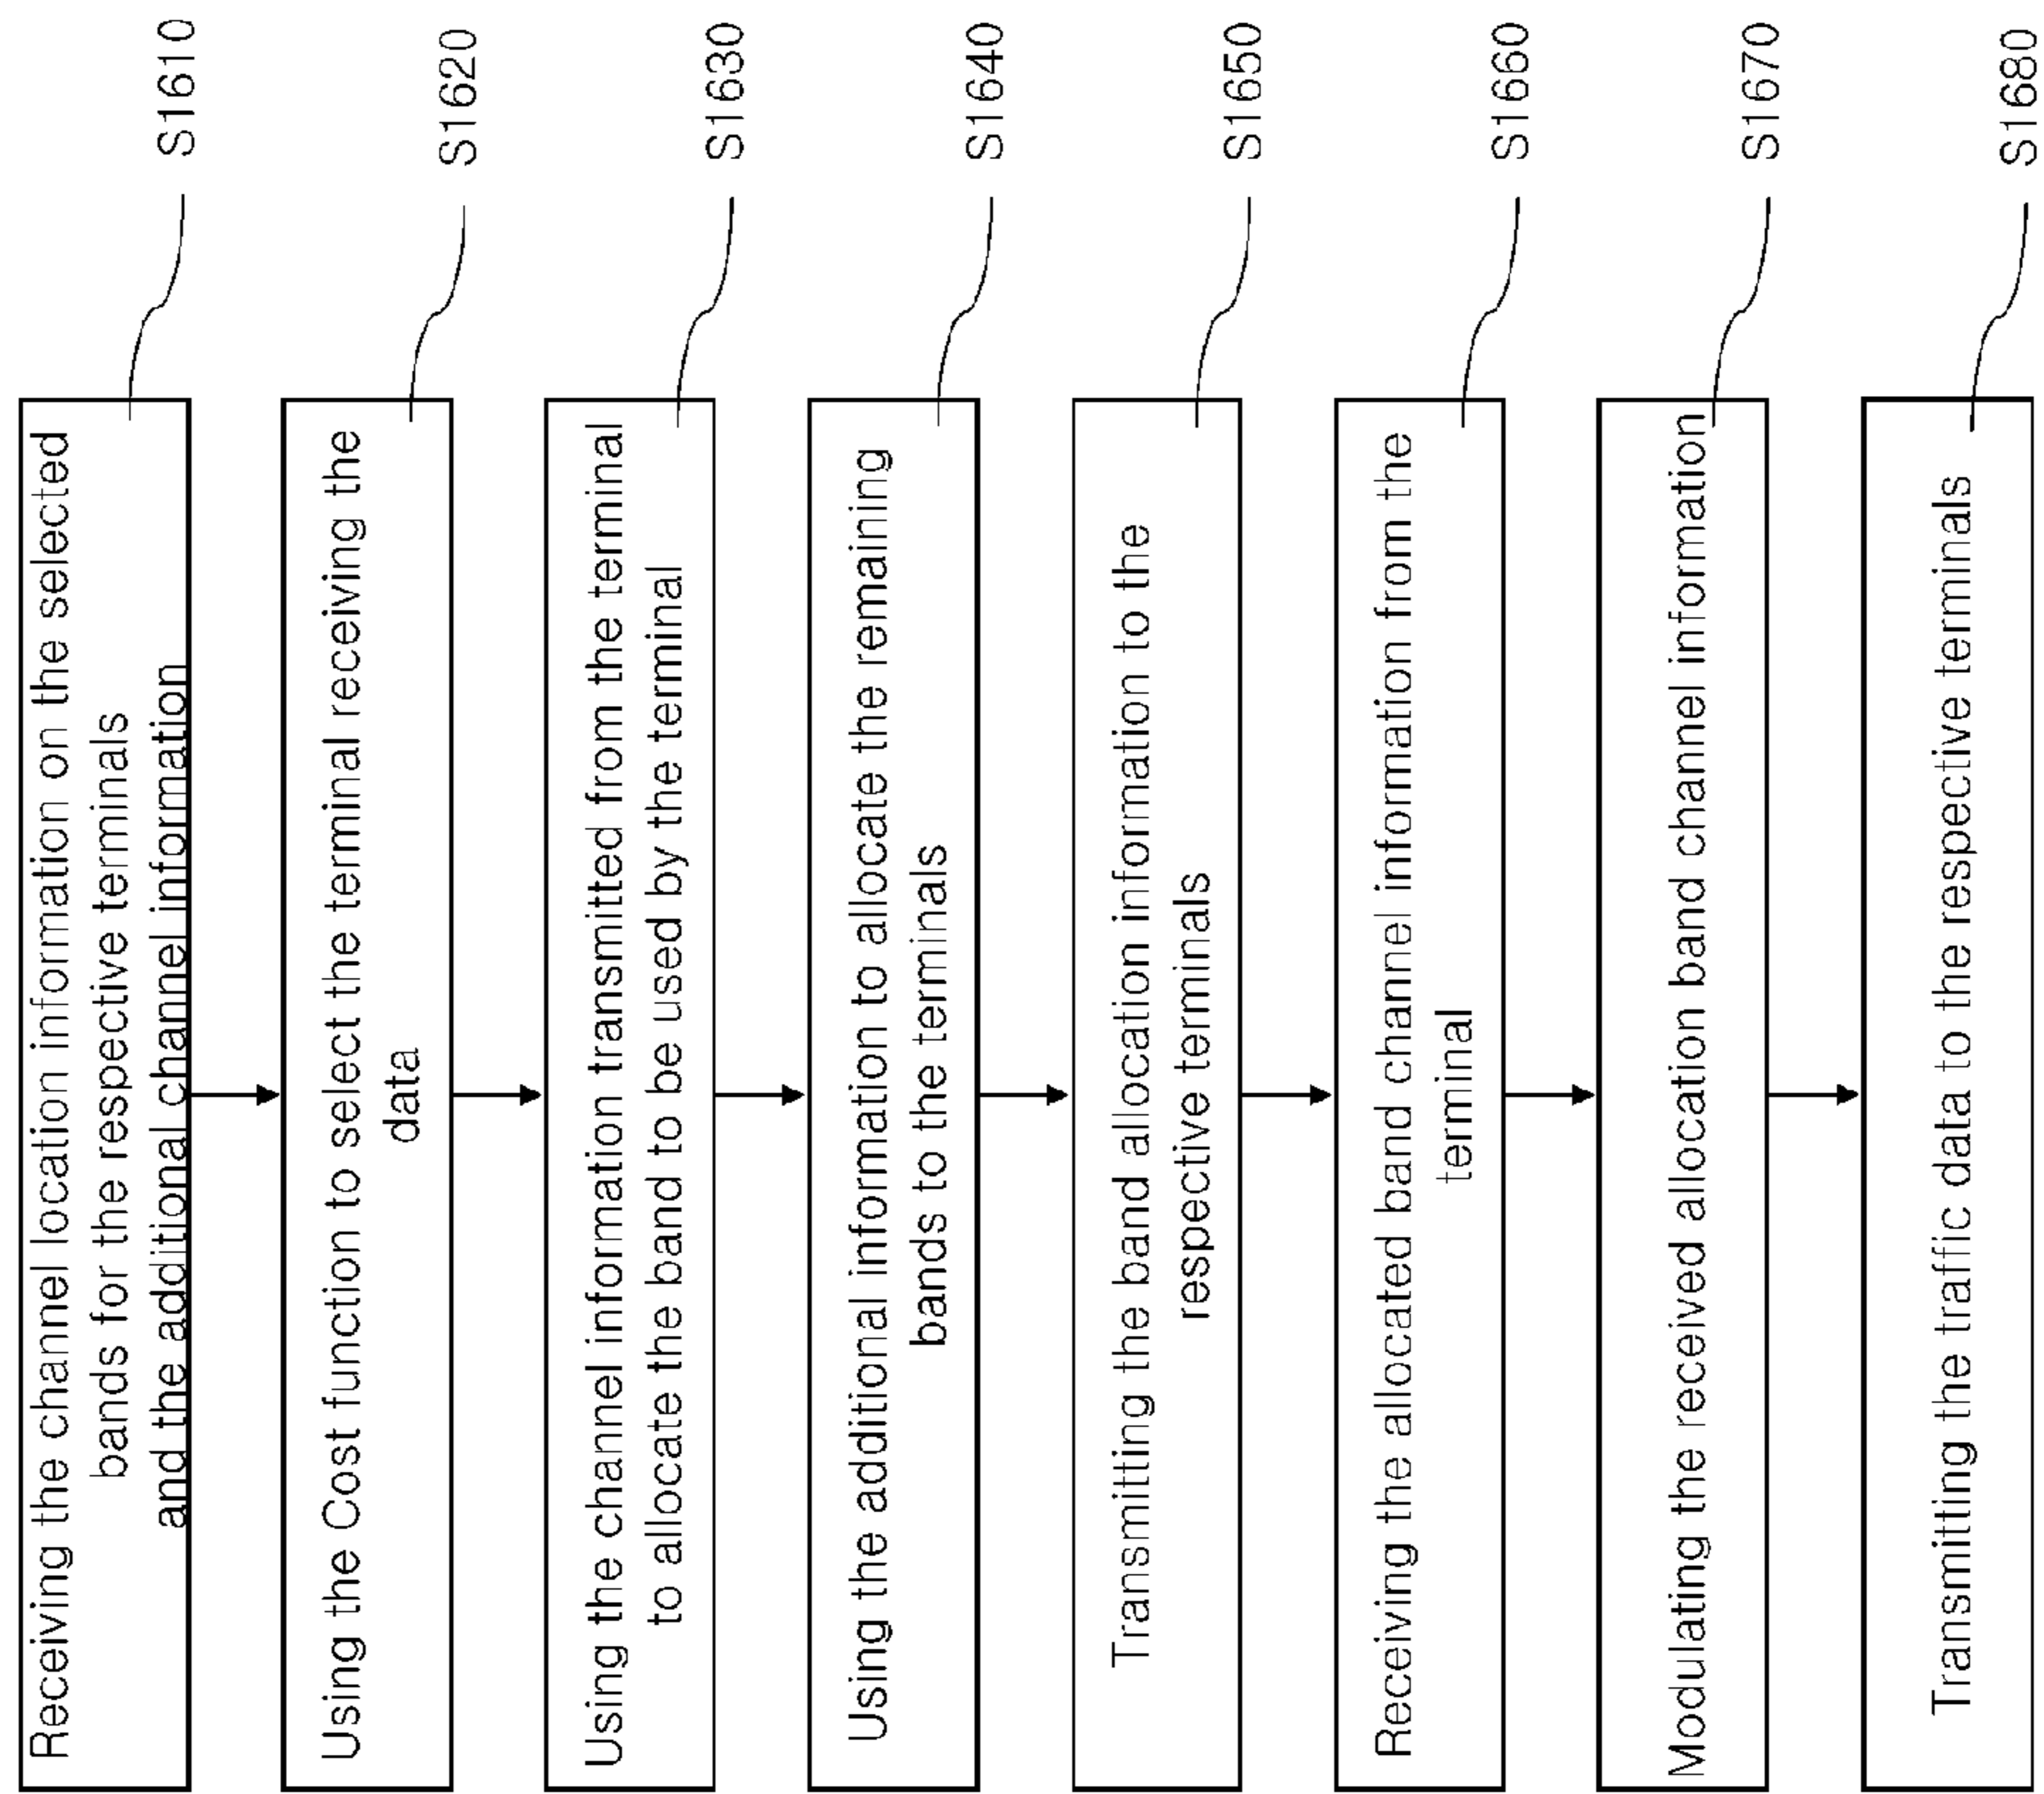 Receiving the channel location information on the selected
bands for the respective terminals
and the additional channel information
S1610
Using the Cost function to select the terminal receiving the
data
S1620
Using the channel information transmitted from the terminal
to allocate the band to be used by the terminal
S1630
Using the additional information to allocate the remaining
bands to the terminals
S1640
Transmitting the band allocation information to the
respective terminals
S1650
Receiving the allocated band channel information from the
terminal
S1660
Modulating the received allocation band channel information
S1670
Transmitting the traffic data to the respective terminals
S1680